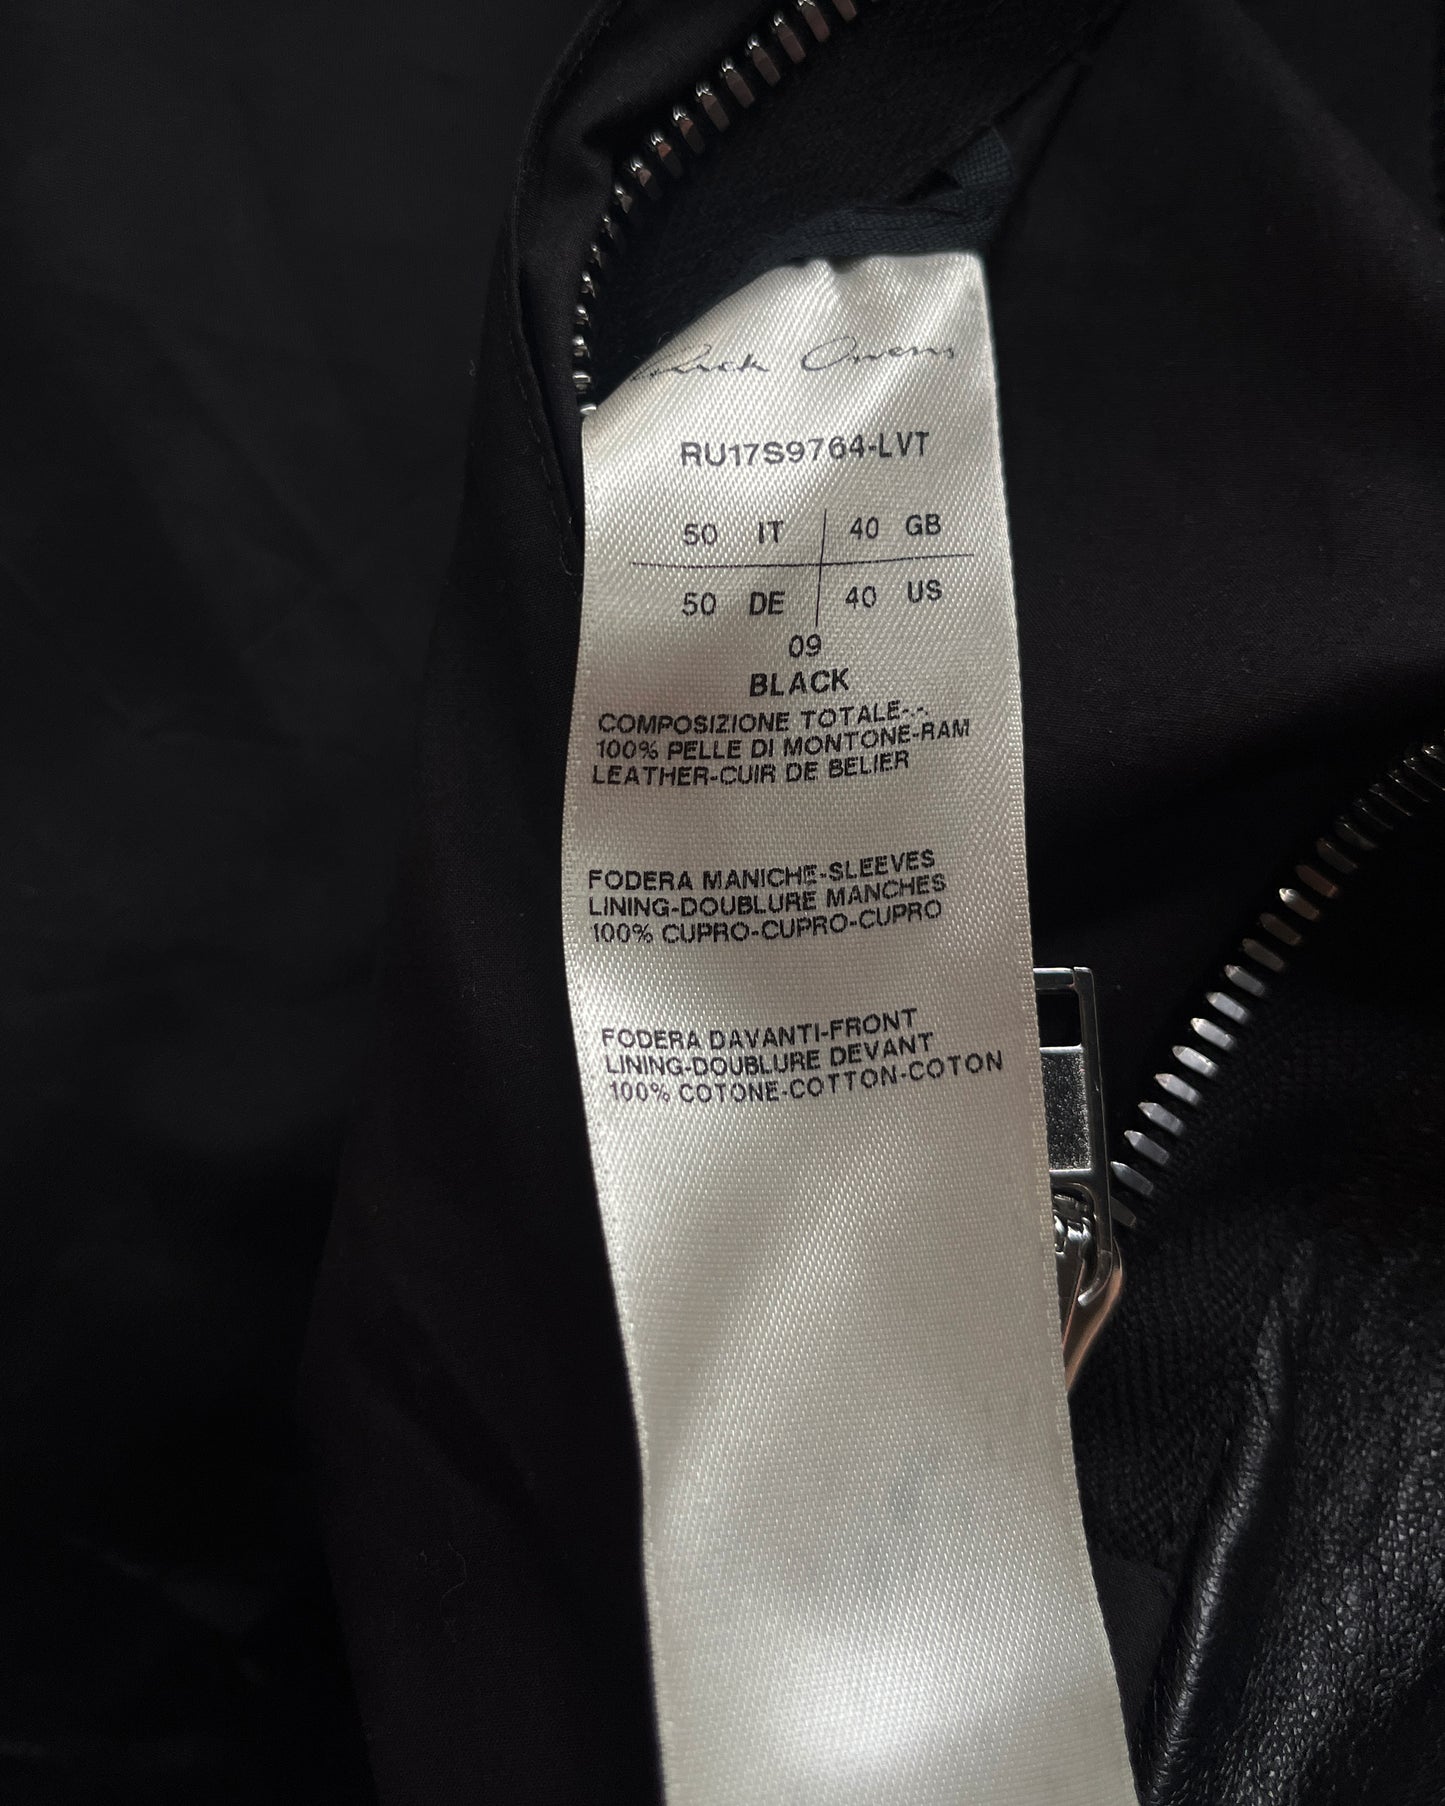 Rick Owens
RU17S9764-LVT
50 IT 40 GB
50 DE 40 US
09
BLACK
COMPOSIZIONE TOTALE-.-.
100% PELLE DI MONTONE-RAM
LEATHER-CUIR DE BELIER
FODERA MANICHE-SLEEVES
LINING-DOUBLURE MANCHES
100% CUPRO-CUPRO-CUPRO
FODERA DAVANTI-FRONT
LINING-DOUBLURE DEVANT
100% COTONE-COTTON-COTON